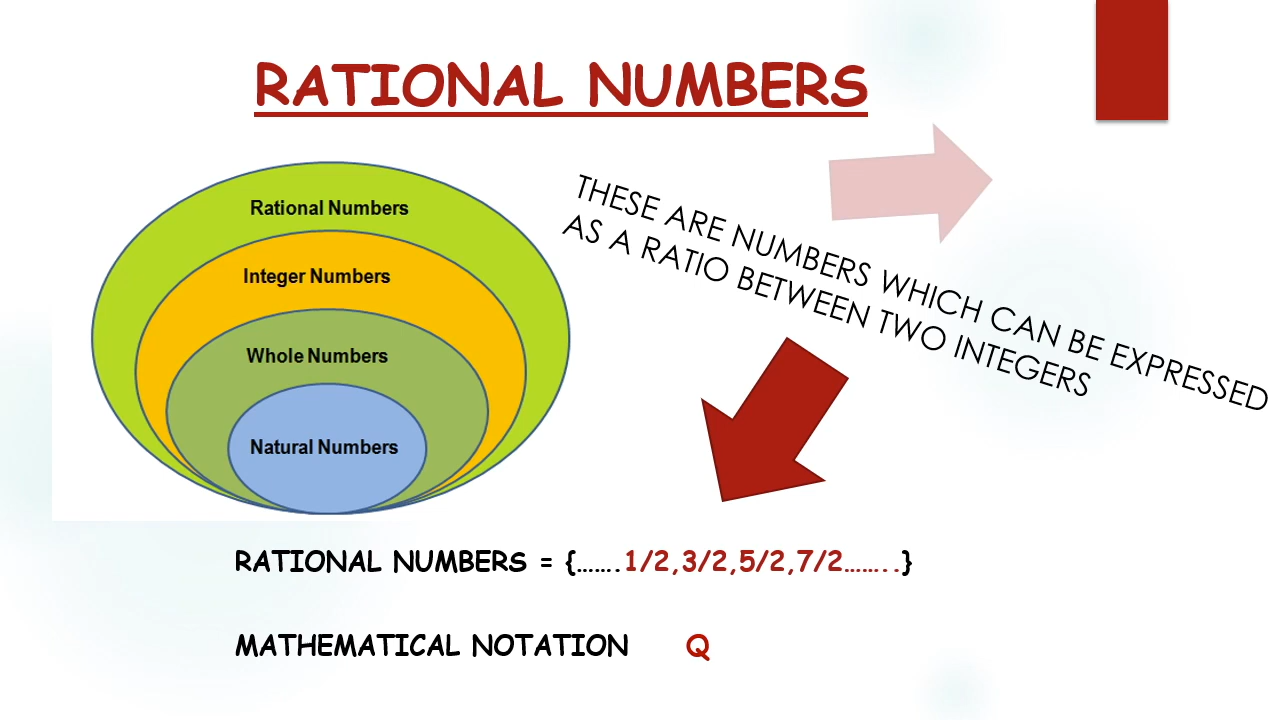 RATIONAL NUMBERS
Rational Numbers
Integer Numbers
Whole Numbers
Natural Numbers
THESE ARE NUMBERS WHICH CAN BE EXPRESSED
AS A RATIO BETWEEN TWO INTEGERS
RATIONAL NUMBERS = {…….1/2,3/2,5/2,7/2……..}
MATHEMATICAL NOTATION Q